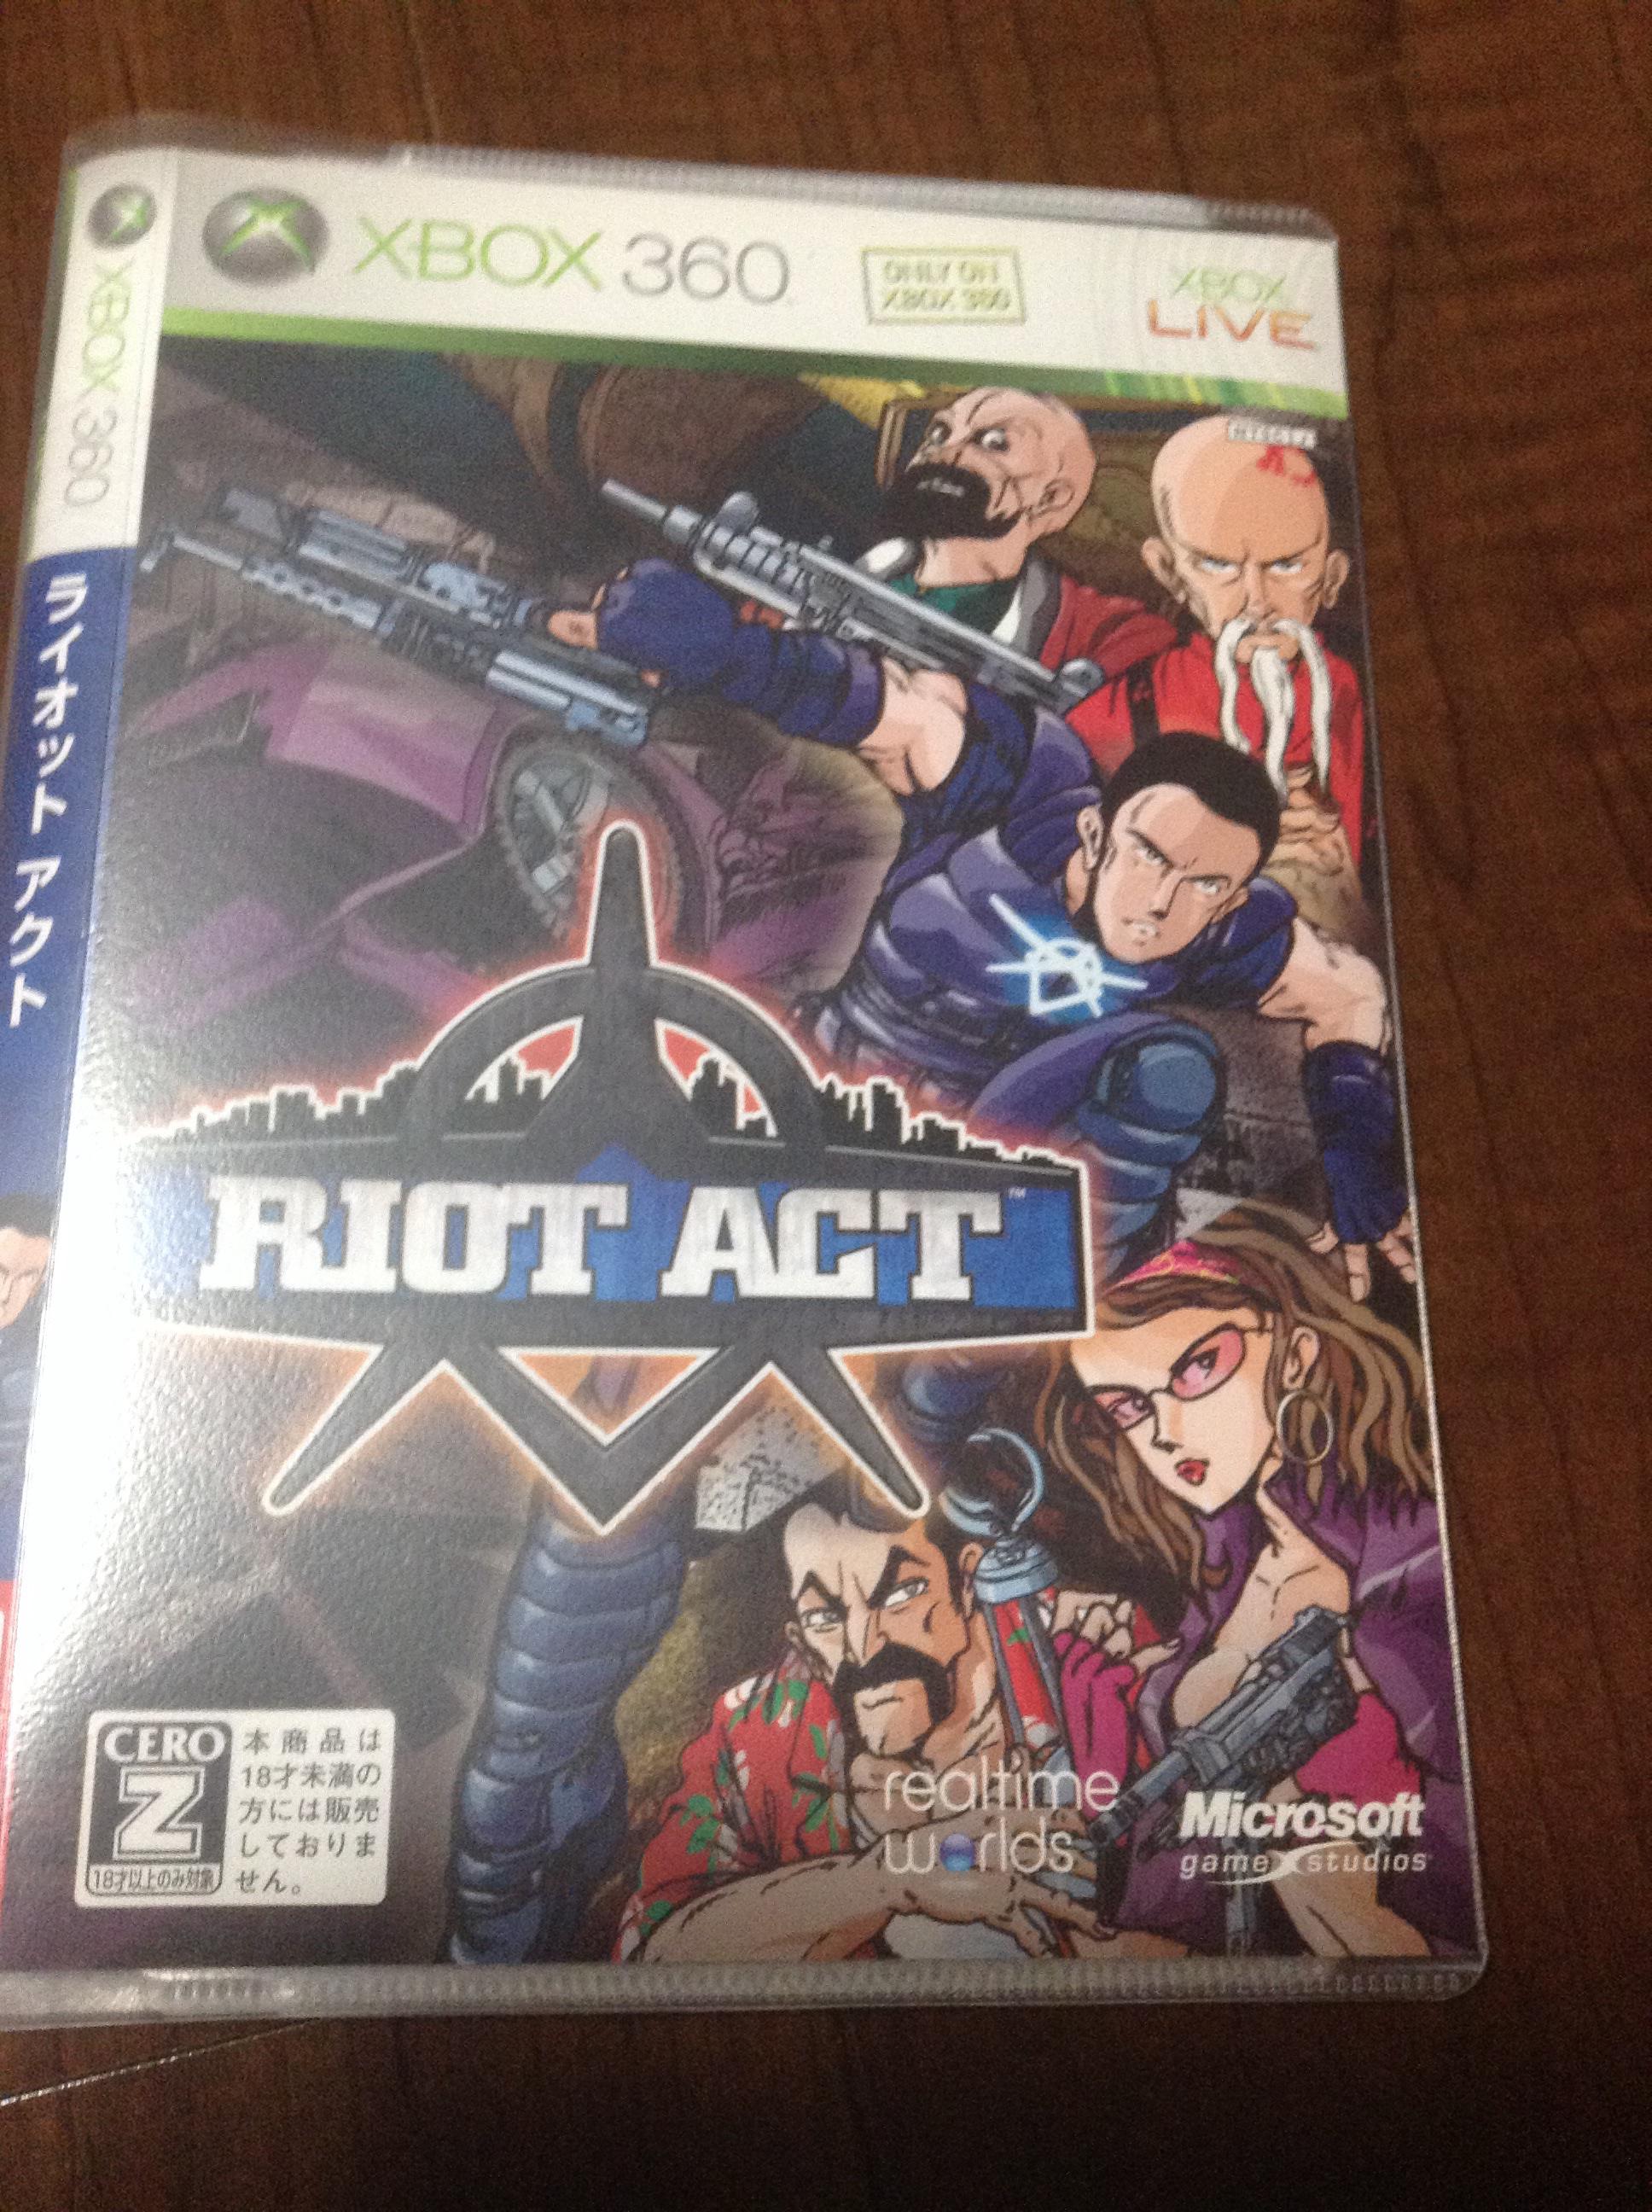 XBOX 360
ライオット アクト
XBOX 360
ONLY ON
XBOX 360
XBOX
LIVE
RIOT ACT™
CERO
Z
18才以上のみ対象
本商品は
18才未満の
方には販売
しておりま
せん。
realtime
worlds
Microsoft
game studios